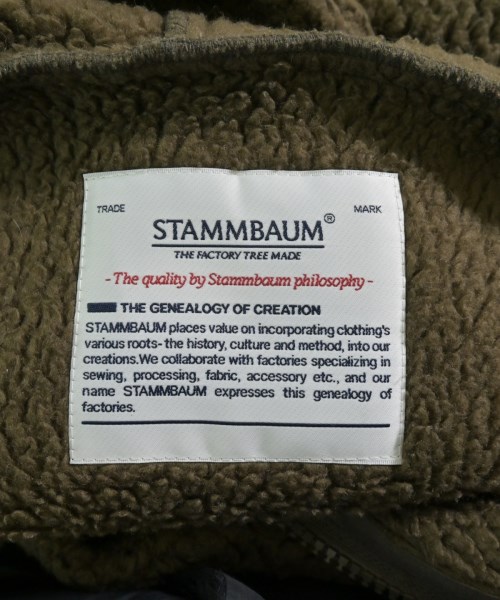 TRADE MARK
STAMMBAUM®
THE FACTORY TREE MADE
- The quality by Stammbaum philosophy -
THE GENEALOGY OF CREATION
STAMMBAUM places value on incorporating clothing's
various roots- the history, culture and method, into our
creations.We collaborate with factories specializing in
sewing, processing, fabric, accessory etc., and our
name STAMMBAUM expresses this genealogy of
factories.